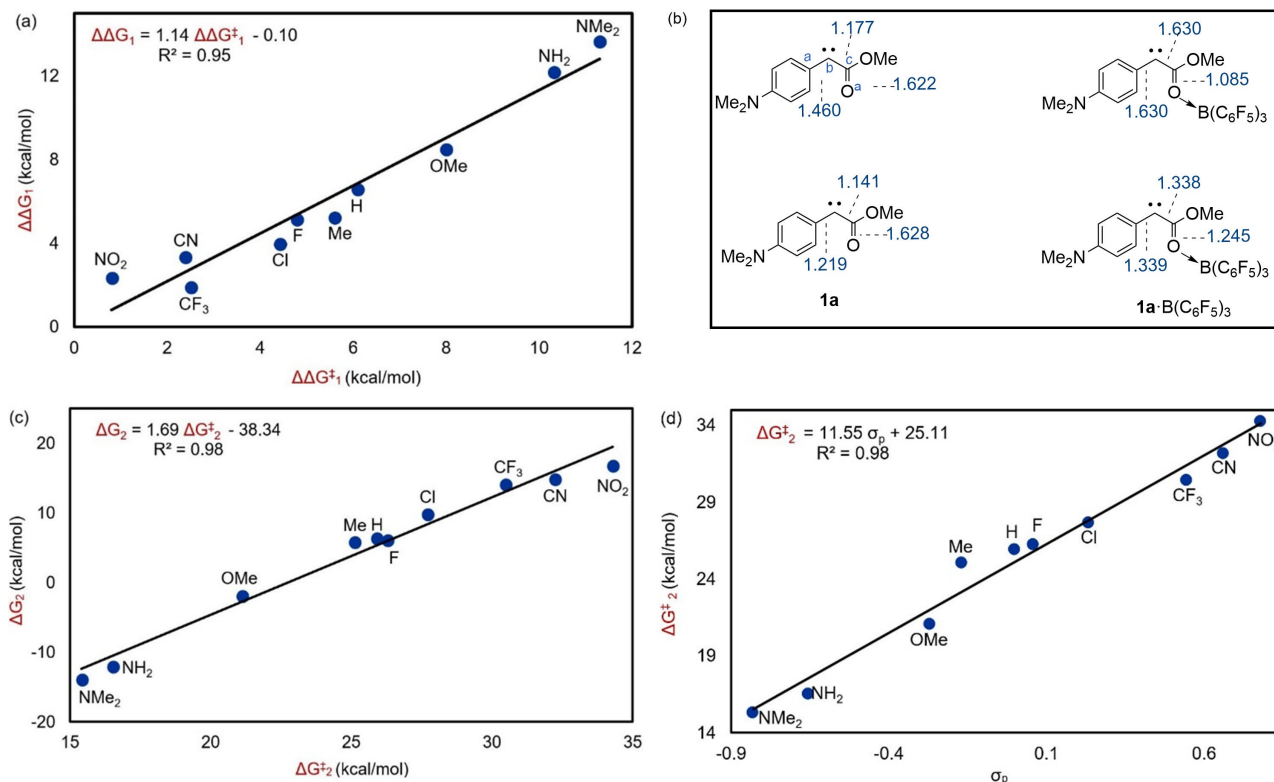 (a)
ΔΔG₁ = 1.14 ΔΔG‡₁ - 0.10
R² = 0.95
NMe₂
NH₂
OMe
H
Me
F
Cl
CN
CF₃
NO₂
12
8
4
0
0 2 4 6 8 10 12
ΔΔG₁ (kcal/mol)
ΔΔG‡₁ (kcal/mol)
(b)
1.177
a b c OMe
O a 1.622
Me₂N 1.460
1.630
OMe
O 1.085
Me₂N 1.630 B(C₆F₅)₃
1.141
OMe
O 1.628
Me₂N 1.219
1a
1.338
OMe
O 1.245
Me₂N 1.339 B(C₆F₅)₃
1a·B(C₆F₅)₃
(c)
ΔG₂ = 1.69 ΔG‡₂ - 38.34
R² = 0.98
CF₃
CN
NO₂
Cl
Me H
F
OMe
NH₂
NMe₂
20
10
0
-10
-20
15 20 25 30 35
ΔG₂ (kcal/mol)
ΔG‡₂ (kcal/mol)
(d)
ΔG‡₂ = 11.55 σₚ + 25.11
R² = 0.98
NO
CN
CF₃
Cl
H F
Me
OMe
NH₂
NMe₂
34
29
24
19
14
-0.9 -0.4 0.1 0.6
ΔG‡₂ (kcal/mol)
σₚ